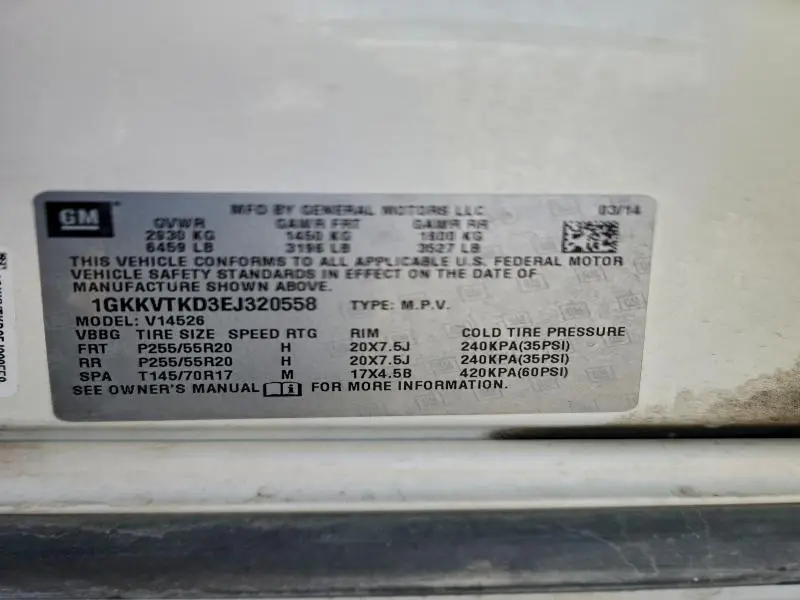 GM
MFD BY GENERAL MOTORS LLC 03/14
GVWR GAWR FRT GAWR RR
2930 KG 1450 KG 1600 KG
6459 LB 3196 LB 3527 LB
THIS VEHICLE CONFORMS TO ALL APPLICABLE U.S. FEDERAL MOTOR
VEHICLE SAFETY STANDARDS IN EFFECT ON THE DATE OF
MANUFACTURE SHOWN ABOVE.
1GKKVTKD3EJ320558 TYPE: M.P.V.
MODEL: V14526
VBBG TIRE SIZE SPEED RTG RIM COLD TIRE PRESSURE
FRT P255/55R20 H 20X7.5J 240KPA(35PSI)
RR P255/55R20 H 20X7.5J 240KPA(35PSI)
SPA T145/70R17 M 17X4.5B 420KPA(60PSI)
SEE OWNER'S MANUAL FOR MORE INFORMATION.